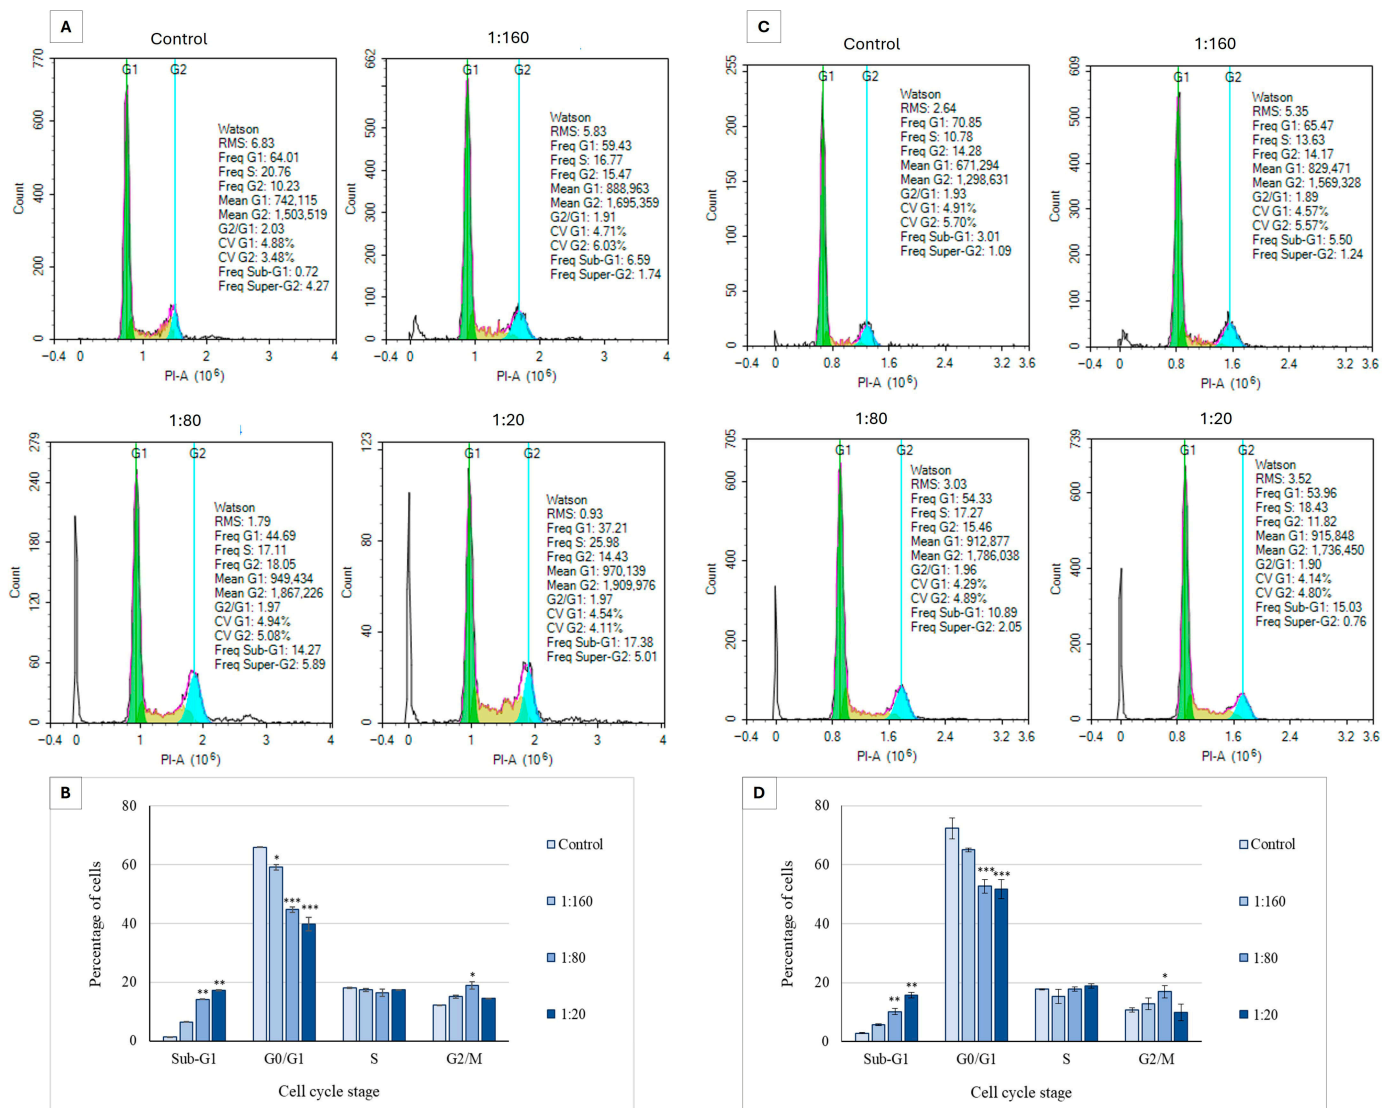 A
Control
770
600
400
200
0
Count
G1
G2
Watson
RMS: 6.83
Freq G1: 64.01
Freq S: 20.76
Freq G2: 10.23
Mean G1: 742,115
Mean G2: 1,503,519
G2/G1: 2.03
CV G1: 4.88%
CV G2: 3.48%
Freq Sub-G1: 0.72
Freq Super-G2: 4.27
−0.4 0 1 2 3 4
PI-A (10⁶)
1:160
662
500
400
300
200
100
0
Count
G1
G2
Watson
RMS: 5.83
Freq G1: 59.43
Freq S: 16.77
Freq G2: 15.47
Mean G1: 888,963
Mean G2: 1,695,359
G2/G1: 1.91
CV G1: 4.71%
CV G2: 6.03%
Freq Sub-G1: 6.59
Freq Super-G2: 1.74
−0.4 0 1 2 3 4
PI-A (10⁶)
1:80
279
240
180
120
60
0
Count
G1
G2
Watson
RMS: 1.79
Freq G1: 44.69
Freq S: 17.11
Freq G2: 18.05
Mean G1: 949,434
Mean G2: 1,867,226
G2/G1: 1.97
CV G1: 4.94%
CV G2: 5.08%
Freq Sub-G1: 14.27
Freq Super-G2: 5.89
−0.4 0 1 2 3 4
PI-A (10⁶)
1:20
123
80
40
0
Count
G1
G2
Watson
RMS: 0.93
Freq G1: 37.21
Freq S: 25.98
Freq G2: 14.43
Mean G1: 970,139
Mean G2: 1,909,976
G2/G1: 1.97
CV G1: 4.54%
CV G2: 4.11%
Freq Sub-G1: 17.38
Freq Super-G2: 5.01
−0.4 0 1 2 3 4
PI-A (10⁶)
C
Control
255
200
150
100
50
0
Count
G1
G2
Watson
RMS: 2.64
Freq G1: 70.85
Freq S: 10.78
Freq G2: 14.28
Mean G1: 671,294
Mean G2: 1,298,631
G2/G1: 1.93
CV G1: 4.91%
CV G2: 5.70%
Freq Sub-G1: 3.01
Freq Super-G2: 1.09
−0.4 0 0.8 1.6 2.4 3.6
PI-A (10⁶)
1:160
609
500
400
300
200
100
0
Count
G1
G2
Watson
RMS: 5.35
Freq G1: 65.47
Freq S: 13.63
Freq G2: 14.17
Mean G1: 829,471
Mean G2: 1,569,328
G2/G1: 1.89
CV G1: 4.57%
CV G2: 5.57%
Freq Sub-G1: 5.50
Freq Super-G2: 1.24
−0.4 0 0.8 1.6 2.4 3.2 3.6
PI-A (10⁶)
1:80
705
600
400
200
0
Count
G1
G2
Watson
RMS: 3.03
Freq G1: 54.33
Freq S: 17.27
Freq G2: 15.46
Mean G1: 912,877
Mean G2: 1,786,038
G2/G1: 1.96
CV G1: 4.29%
CV G2: 4.89%
Freq Sub-G1: 10.89
Freq Super-G2: 2.05
−0.4 0 0.8 1.6 2.4 3.6
PI-A (10⁶)
1:20
739
600
400
200
0
Count
G1
G2
Watson
RMS: 3.52
Freq G1: 53.96
Freq S: 18.43
Freq G2: 11.82
Mean G1: 915,848
Mean G2: 1,736,450
G2/G1: 1.90
CV G1: 4.14%
CV G2: 4.80%
Freq Sub-G1: 15.03
Freq Super-G2: 0.76
−0.4 0 0.8 1.6 2.4 3.2 3.6
PI-A (10⁶)
B
80
60
40
20
0
Percentage of cells
** **
* *** ***
*
Sub-G1 G0/G1 S G2/M
Cell cycle stage
Control
1:160
1:80
1:20
D
80
60
40
20
0
Percentage of cells
** **
*** ***
*
Sub-G1 G0/G1 S G2/M
Cell cycle stage
Control
1:160
1:80
1:20